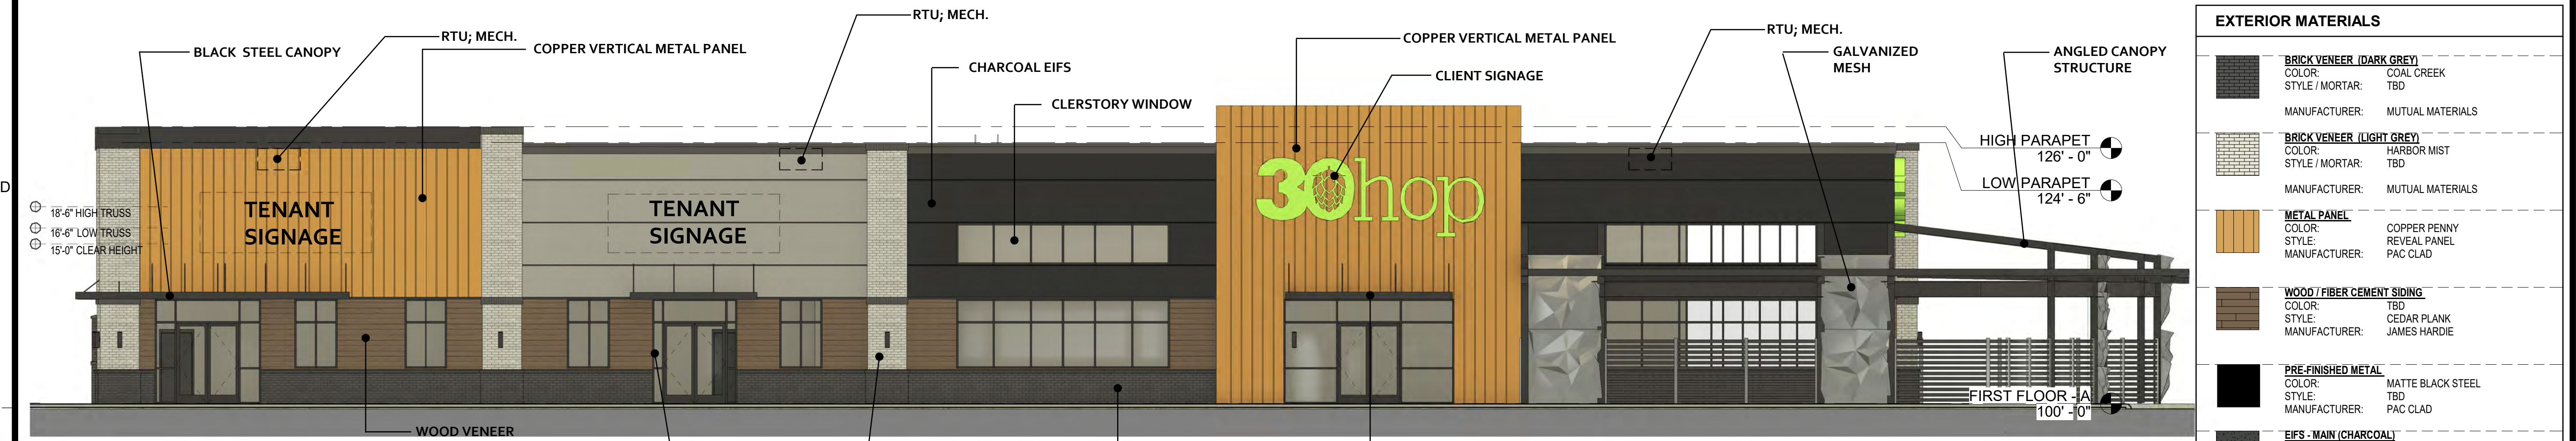 RTU; MECH.
RTU; MECH.
BLACK STEEL CANOPY
COPPER VERTICAL METAL PANEL
CHARCOAL EIFS
CLERSTORY WINDOW
COPPER VERTICAL METAL PANEL
CLIENT SIGNAGE
RTU; MECH.
GALVANIZED
MESH
ANGLED CANOPY
STRUCTURE
D
18'-6" HIGH TRUSS
16'-6" LOW TRUSS
15'-0" CLEAR HEIGHT
TENANT
SIGNAGE
TENANT
SIGNAGE
30hop
HIGH PARAPET
126' - 0"
LOW PARAPET
124' - 6"
FIRST FLOOR - A
100' - 0"
WOOD VENEER
EXTERIOR MATERIALS
BRICK VENEER (DARK GREY)
COLOR: COAL CREEK
STYLE / MORTAR: TBD
MANUFACTURER: MUTUAL MATERIALS
BRICK VENEER (LIGHT GREY)
COLOR: HARBOR MIST
STYLE / MORTAR: TBD
MANUFACTURER: MUTUAL MATERIALS
METAL PANEL
COLOR: COPPER PENNY
STYLE: REVEAL PANEL
MANUFACTURER: PAC CLAD
WOOD / FIBER CEMENT SIDING
COLOR: TBD
STYLE: CEDAR PLANK
MANUFACTURER: JAMES HARDIE
PRE-FINISHED METAL
COLOR: MATTE BLACK STEEL
STYLE: TBD
MANUFACTURER: PAC CLAD
EIFS - MAIN (CHARCOAL)